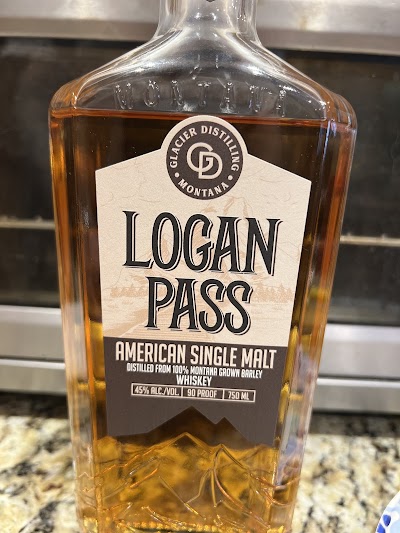 MONTANA
GLACIER DISTILLING
GD
• MONTANA •
LOGAN
PASS
AMERICAN SINGLE MALT
DISTILLED FROM 100% MONTANA GROWN BARLEY
WHISKEY
45% ALC./VOL. 90 PROOF 750 ML